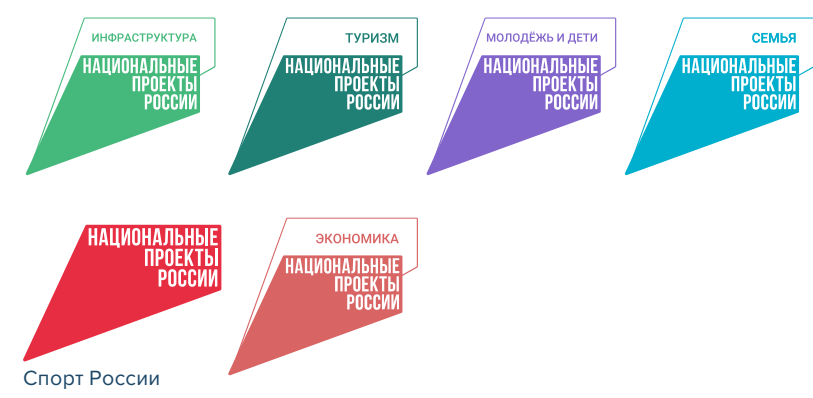 ИНФРАСТРУКТУРА
НАЦИОНАЛЬНЫЕ
ПРОЕКТЫ
РОССИИ
ТУРИЗМ
НАЦИОНАЛЬНЫЕ
ПРОЕКТЫ
РОССИИ
МОЛОДЁЖЬ И ДЕТИ
НАЦИОНАЛЬНЫЕ
ПРОЕКТЫ
РОССИИ
СЕМЬЯ
НАЦИОНАЛЬНЫЕ
ПРОЕКТЫ
РОССИИ
НАЦИОНАЛЬНЫЕ
ПРОЕКТЫ
РОССИИ
Спорт России
ЭКОНОМИКА
НАЦИОНАЛЬНЫЕ
ПРОЕКТЫ
РОССИИ